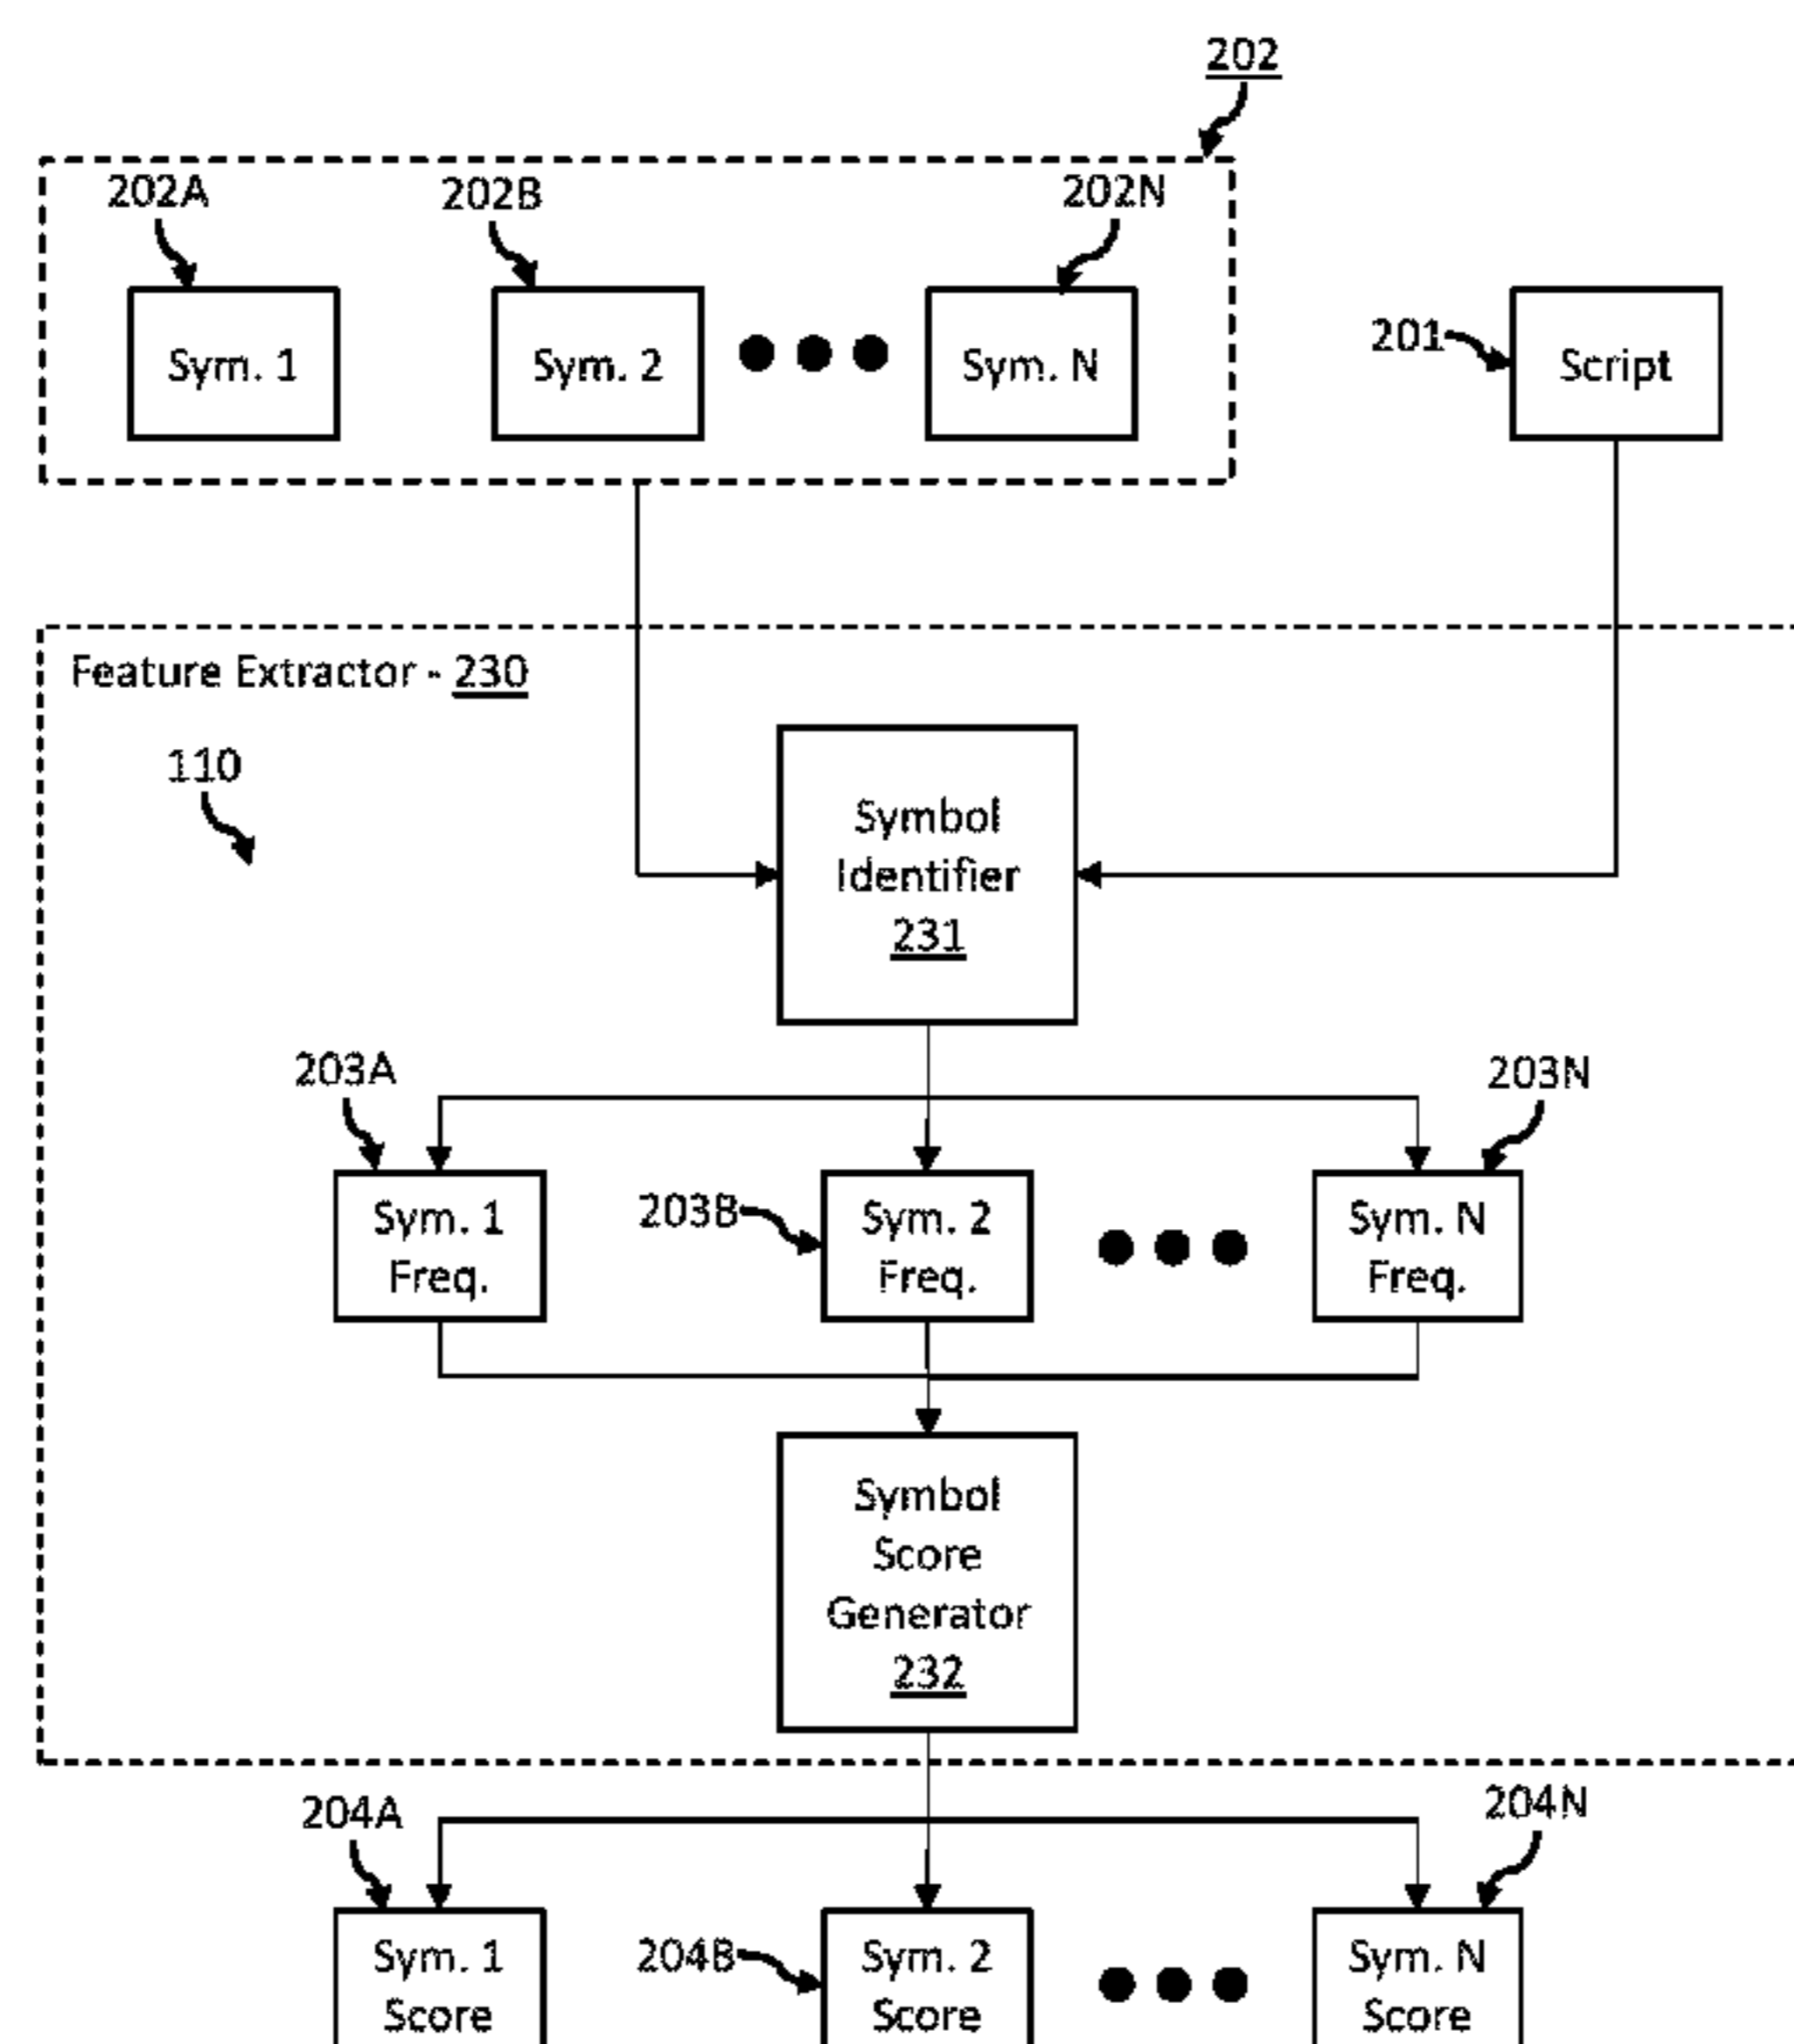 202
202A
202B
202N
Sym. 1
Sym. 2
Sym. N
201
Script
Feature Extractor - 230
110
Symbol
Identifier
231
203A
203N
Sym. 1
Freq.
203B
Sym. 2
Freq.
Sym. N
Freq.
Symbol
Score
Generator
232
204A
204N
Sym. 1
Score
204B
Sym. 2
Score
Sym. N
Score